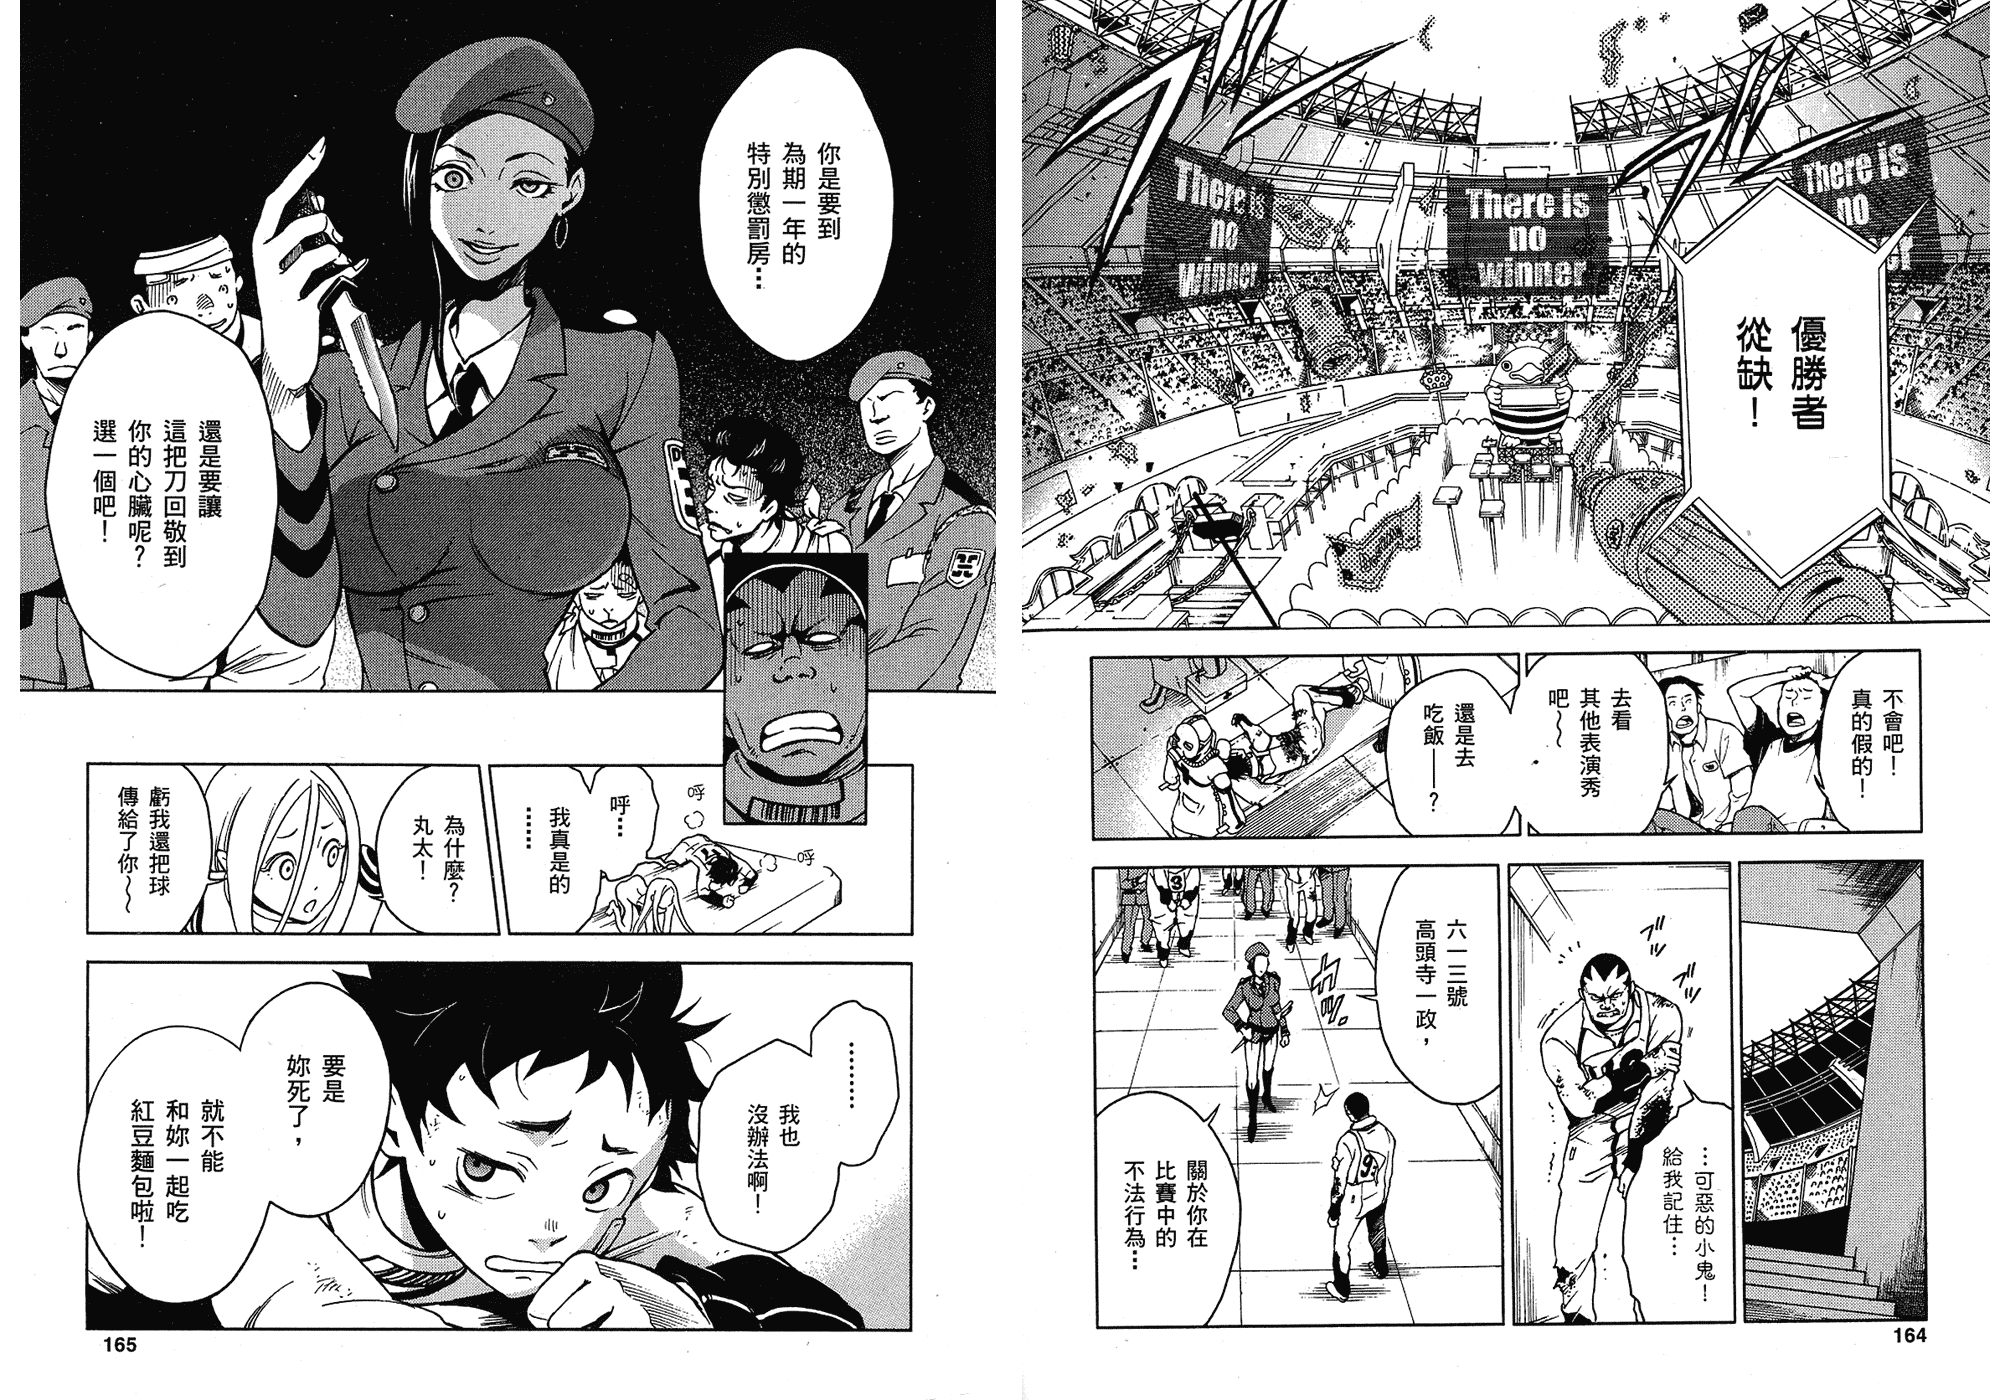 There is
no
winner
There is
no
winner
There is
no
優勝者
從缺！
不會吧！
真的假的！
去看
其他表演秀
吧～
還是去
吃飯——？
…可惡的小鬼！
給我記住…
六一三號
高頭寺一政，
關於你在
比賽中的
不法行為…
164
你是要到
為期一年的
特別懲罰房…
還是要讓
這把刀回敬到
你的心臟呢？
選一個吧！
呼
呼
呼…
我真是的
……
為什麼？
丸太！
虧我還把球
傳給了你～
………
我也
沒辦法啊！
要是
妳死了，
就不能
和妳一起吃
紅豆麵包啦！
165